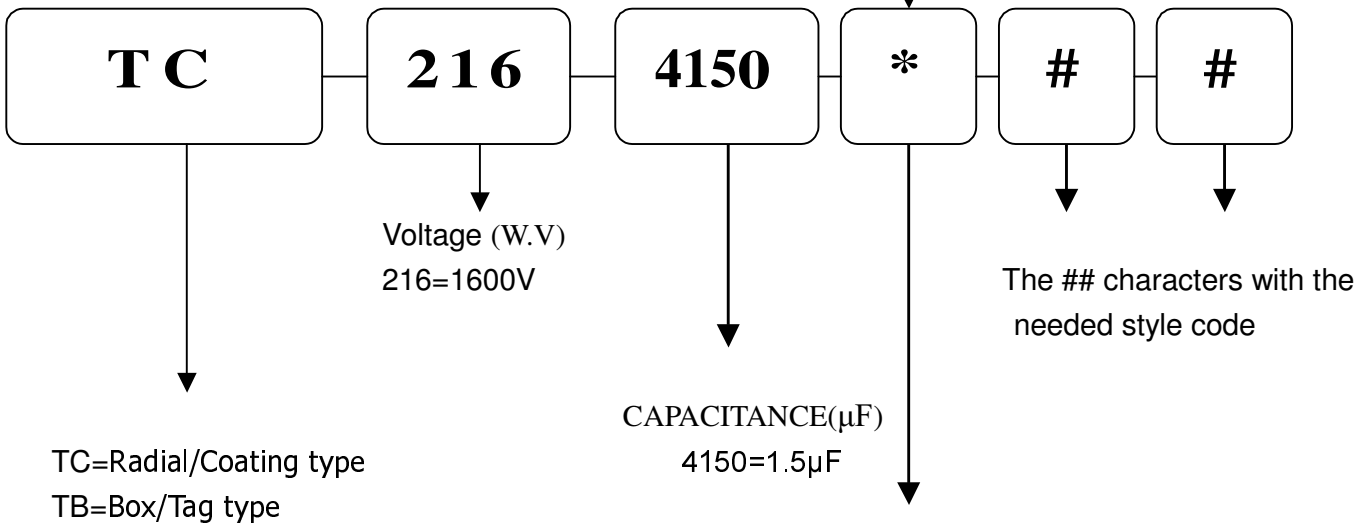 TC 216 4150 * # #
Voltage (W.V)
216=1600V
The ## characters with the
needed style code
CAPACITANCE(µF)
4150=1.5µF
TC=Radial/Coating type
TB=Box/Tag type